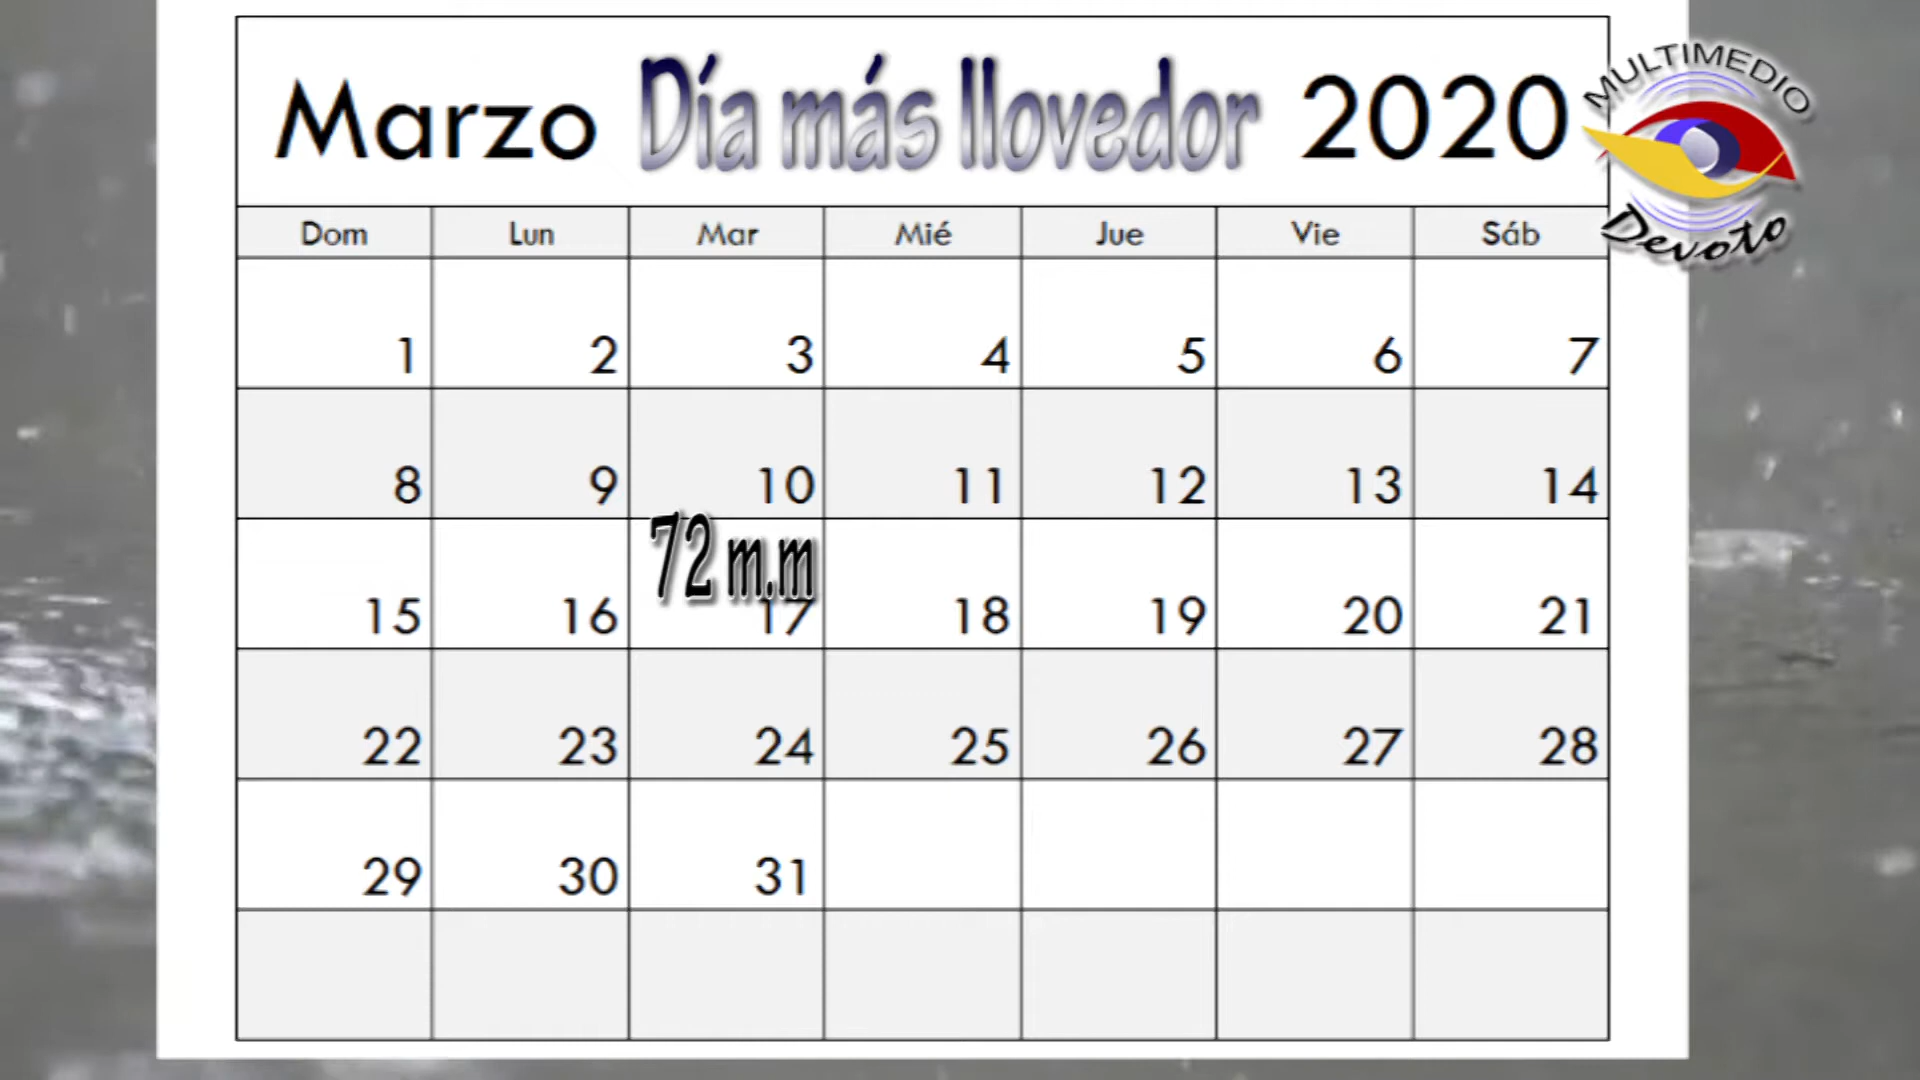 Marzo Día más llovedor 2020
MULTIMEDIO
Devoto
Dom Lun Mar Mié Jue Vie Sáb
1 2 3 4 5 6 7
8 9 10 11 12 13 14
72 m.m
15 16 17 18 19 20 21
22 23 24 25 26 27 28
29 30 31